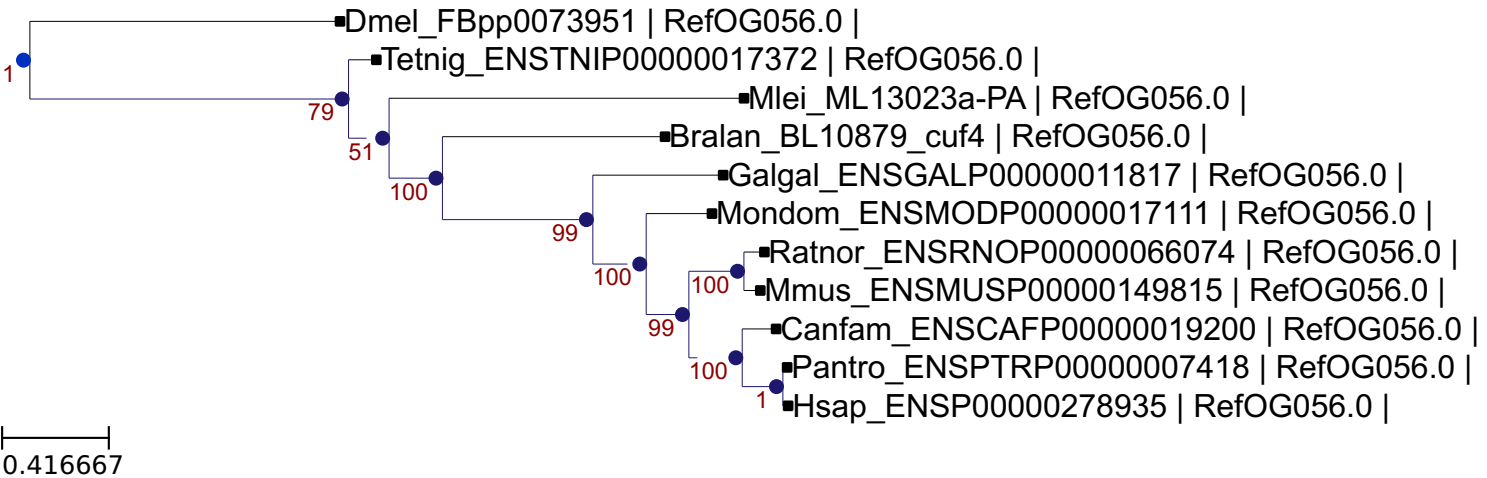 Dmel_FBpp0073951 | RefOG056.0 |
Tetnig_ENSTNIP00000017372 | RefOG056.0 |
1
Mlei_ML13023a-PA | RefOG056.0 |
79
Bralan_BL10879_cuf4 | RefOG056.0 |
51
Galgal_ENSGALP00000011817 | RefOG056.0 |
100
Mondom_ENSMODP00000017111 | RefOG056.0 |
99
Ratnor_ENSRNOP00000066074 | RefOG056.0 |
100
100
Mmus_ENSMUSP00000149815 | RefOG056.0 |
99
Canfam_ENSCAFP00000019200 | RefOG056.0 |
100
Pantro_ENSPTRP00000007418 | RefOG056.0 |
1
Hsap_ENSP00000278935 | RefOG056.0 |
0.416667